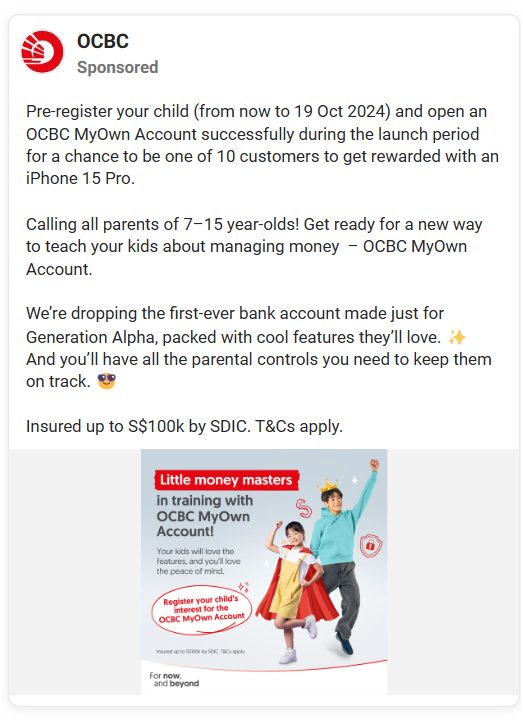 OCBC
Sponsored
Pre-register your child (from now to 19 Oct 2024) and open an
OCBC MyOwn Account successfully during the launch period
for a chance to be one of 10 customers to get rewarded with an
iPhone 15 Pro.
Calling all parents of 7–15 year-olds! Get ready for a new way
to teach your kids about managing money – OCBC MyOwn
Account.
We’re dropping the first-ever bank account made just for
Generation Alpha, packed with cool features they’ll love. ✨
And you’ll have all the parental controls you need to keep them
on track. 😎
Insured up to S$100k by SDIC. T&Cs apply.
Little money masters
in training with
OCBC MyOwn
Account!
Your kids will love the
features, and you'll love
the peace of mind.
Register your child's
interest for the
OCBC MyOwn Account
Insured up to S$100k by SDIC. T&Cs apply.
For now,
and beyond